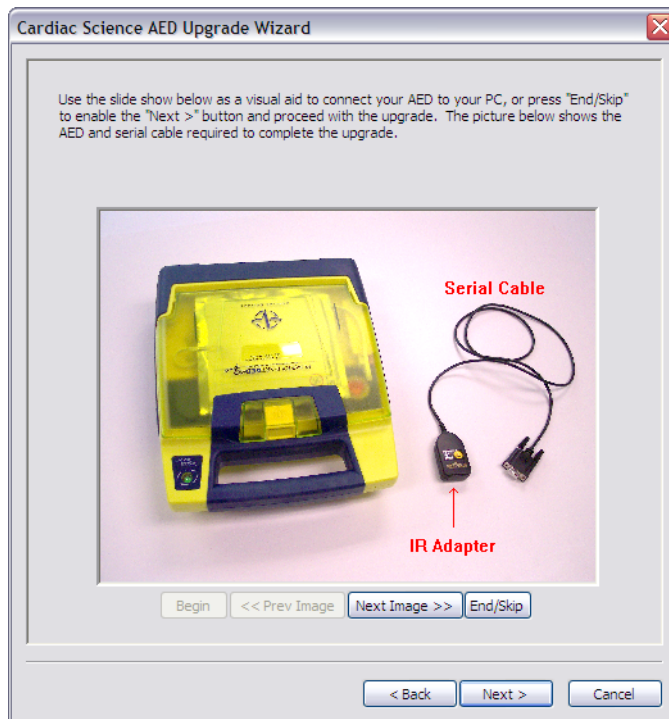 Cardiac Science AED Upgrade Wizard
Use the slide show below as a visual aid to connect your AED to your PC, or press "End/Skip"
to enable the "Next >" button and proceed with the upgrade.  The picture below shows the
AED and serial cable required to complete the upgrade.
Serial Cable
IR Adapter
Begin
<< Prev Image
Next Image >>
End/Skip
< Back
Next >
Cancel